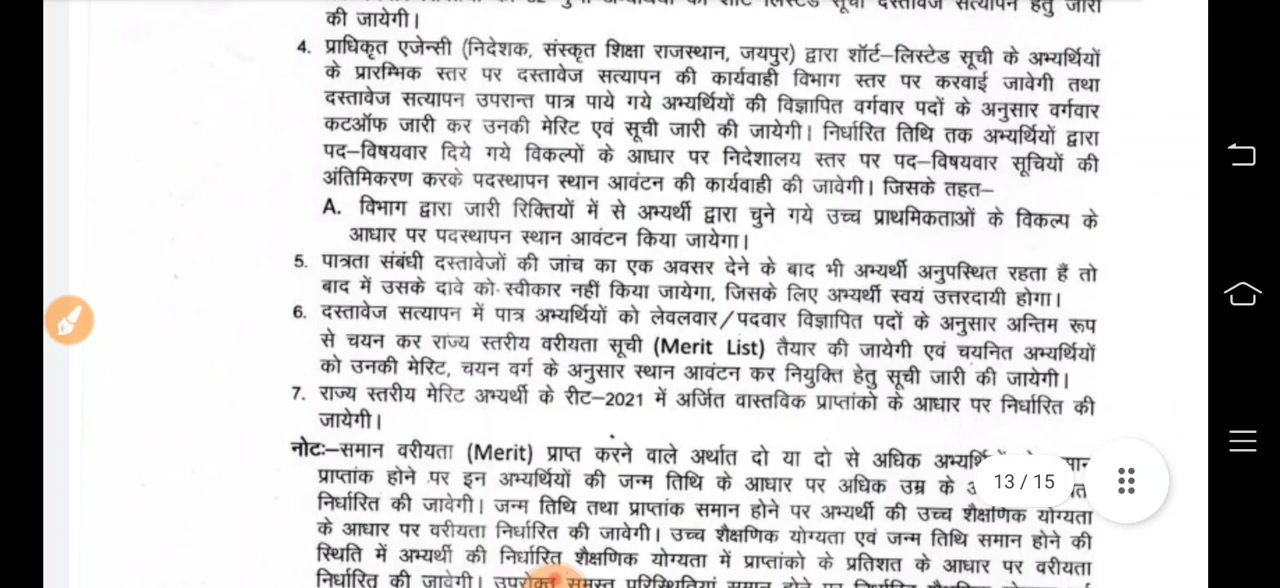 की जायेगी।
4. प्राधिकृत एजेन्सी (निदेशक, संस्कृत शिक्षा राजस्थान, जयपुर) द्वारा शॉर्ट–लिस्टेड सूची के अभ्यर्थियों
के प्रारम्भिक स्तर पर दस्तावेज सत्यापन की कार्यवाही विभाग स्तर पर करवाई जावेगी तथा
दस्तावेज सत्यापन उपरान्त पात्र पाये गये अभ्यर्थियों की विज्ञापित वर्गवार पदों के अनुसार वर्गवार
कटऑफ जारी कर उनकी मेरिट एवं सूची जारी की जायेगी। निर्धारित तिथि तक अभ्यर्थियों द्वारा
पद–विषयवार दिये गये विकल्पों के आधार पर निदेशालय स्तर पर पद–विषयवार सूचियों की
अंतिमिकरण करके पदस्थापन स्थान आवंटन की कार्यवाही की जावेगी। जिसके तहत–
A. विभाग द्वारा जारी रिक्तियों में से अभ्यर्थी द्वारा चुने गये उच्च प्राथमिकताओं के विकल्प के
आधार पर पदस्थापन स्थान आवंटन किया जायेगा।
5. पात्रता संबंधी दस्तावेजों की जांच का एक अवसर देने के बाद भी अभ्यर्थी अनुपस्थित रहता हैं तो
बाद में उसके दावे को स्वीकार नहीं किया जायेगा, जिसके लिए अभ्यर्थी स्वयं उत्तरदायी होगा।
6. दस्तावेज सत्यापन में पात्र अभ्यर्थियों को लेवलवार/पदवार विज्ञापित पदों के अनुसार अन्तिम रूप
से चयन कर राज्य स्तरीय वरीयता सूची (Merit List) तैयार की जायेगी एवं चयनित अभ्यर्थियों
को उनकी मेरिट, चयन वर्ग के अनुसार स्थान आवंटन कर नियुक्ति हेतु सूची जारी की जायेगी।
7. राज्य स्तरीय मेरिट अभ्यर्थी के रीट–2021 में अर्जित वास्तविक प्राप्तांको के आधार पर निर्धारित की
जायेगी।
नोटः–समान वरीयता (Merit) प्राप्त करने वाले अर्थात दो या दो से अधिक
प्राप्तांक होने पर इन अभ्यर्थियों की जन्म तिथि के आधार पर अधिक उम्र के
13 / 15
निर्धारित की जावेगी। जन्म तिथि तथा प्राप्तांक समान होने पर अभ्यर्थी की उच्च शैक्षणिक योग्यता
के आधार पर वरीयता निर्धारित की जावेगी। उच्च शैक्षणिक योग्यता एवं जन्म तिथि समान होने की
स्थिति में अभ्यर्थी की निर्धारित शैक्षणिक योग्यता में प्राप्तांको के प्रतिशत के आधार पर वरीयता
निर्धारित की जावेगी। उपरोक्त समस्त परिस्थितियां समान होने पर